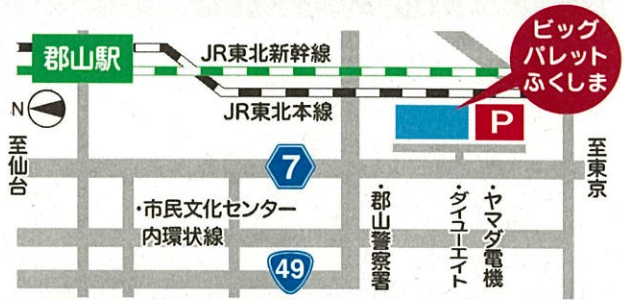 ビッグ
パレット
ふくしま
郡山駅
JR東北新幹線
JR東北本線
N
P
至仙台
至東京
7
・市民文化センター
内環状線
49
・郡山警察署
・ヤマダ電機
・ダイユーエイト